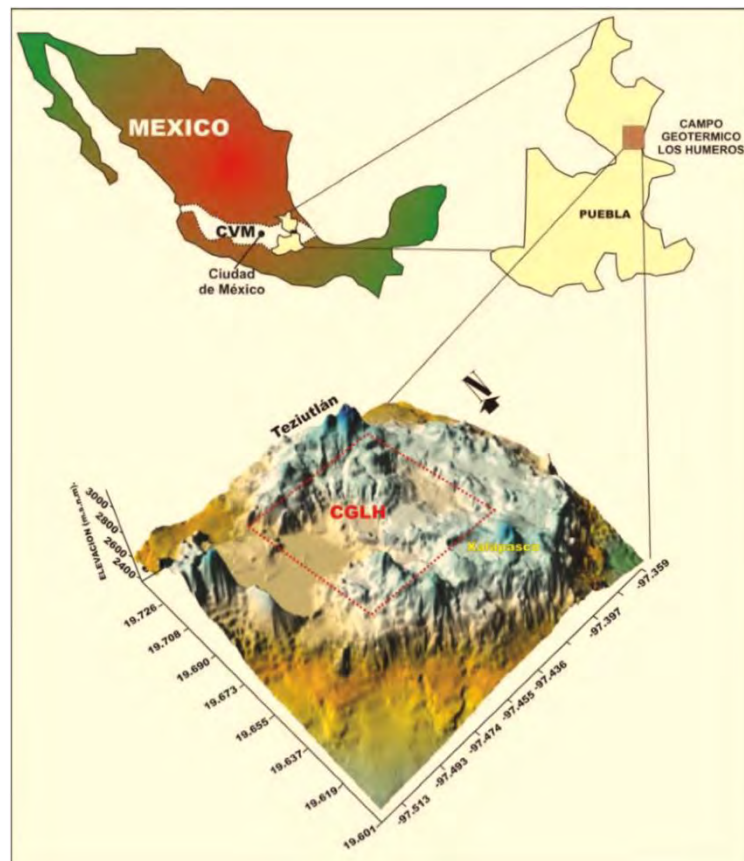 MEXICO
CVM
Ciudad
de México
CAMPO
GEOTERMICO
LOS HUMEROS
PUEBLA
N
Teziutlán
CGLH
Xalapasco
ELEVACION (m.s.n.m).
3000
2800
2600
2400
19.726
19.708
19.690
19.673
19.655
19.637
19.619
19.601
-97.359
-97.397
-97.436
-97.455
-97.474
-97.493
-97.513